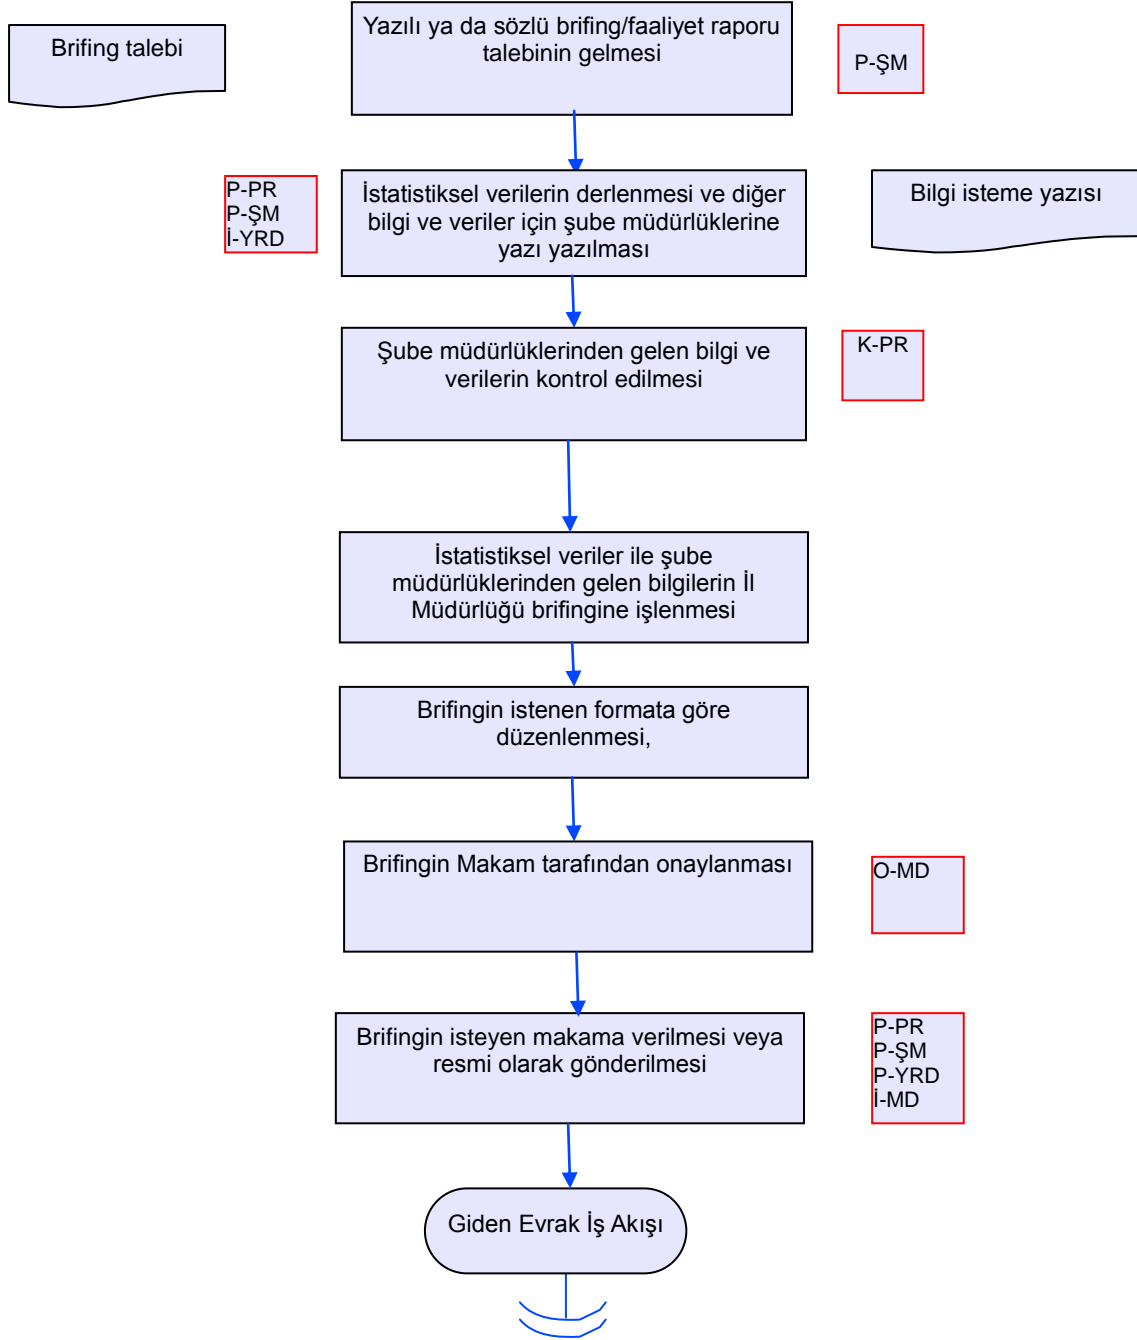 Brifing talebi
Yazılı ya da sözlü brifing/faaliyet raporu
talebinin gelmesi
P-ŞM
P-PR
P-ŞM
İ-YRD
İstatistiksel verilerin derlenmesi ve diğer
bilgi ve veriler için şube müdürlüklerine
yazı yazılması
Bilgi isteme yazısı
Şube müdürlüklerinden gelen bilgi ve
verilerin kontrol edilmesi
K-PR
İstatistiksel veriler ile şube
müdürlüklerinden gelen bilgilerin İl
Müdürlüğü brifingine işlenmesi
Brifingin istenen formata göre
düzenlenmesi,
Brifingin Makam tarafından onaylanması
O-MD
Brifingin isteyen makama verilmesi veya
resmi olarak gönderilmesi
P-PR
P-ŞM
P-YRD
İ-MD
Giden Evrak İş Akışı